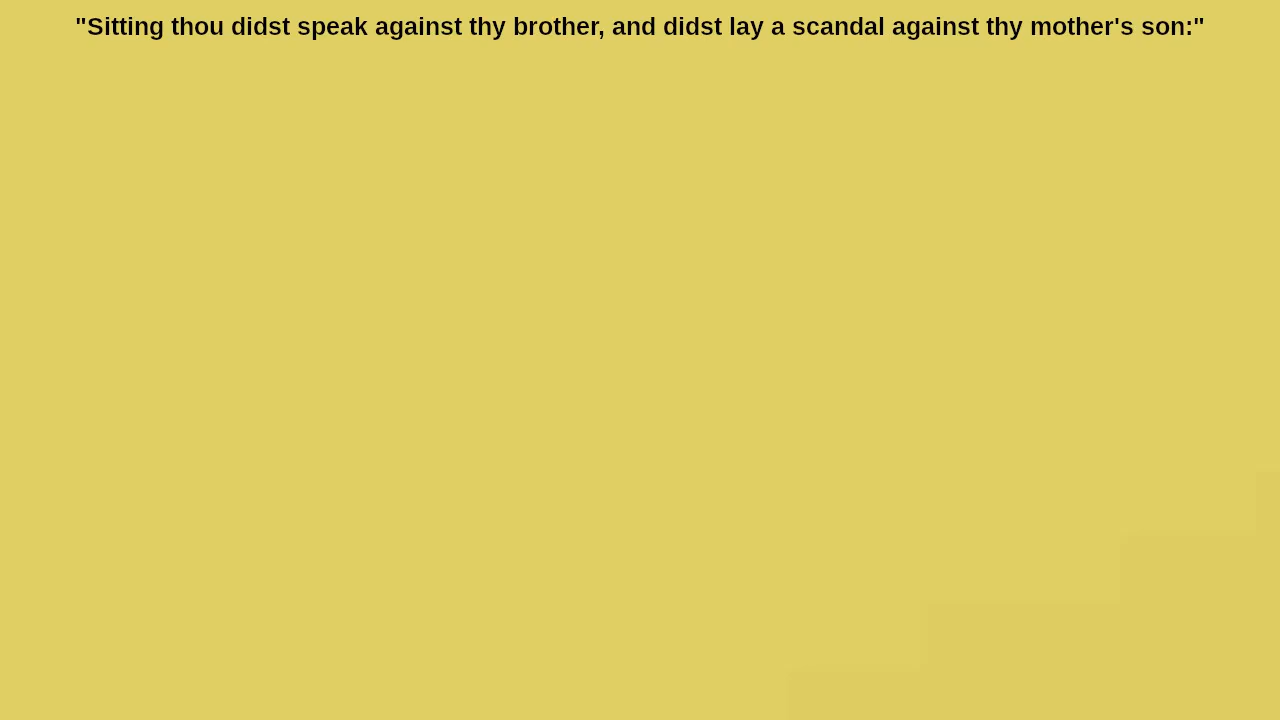 "Sitting thou didst speak against thy brother, and didst lay a scandal against thy mother's son:"